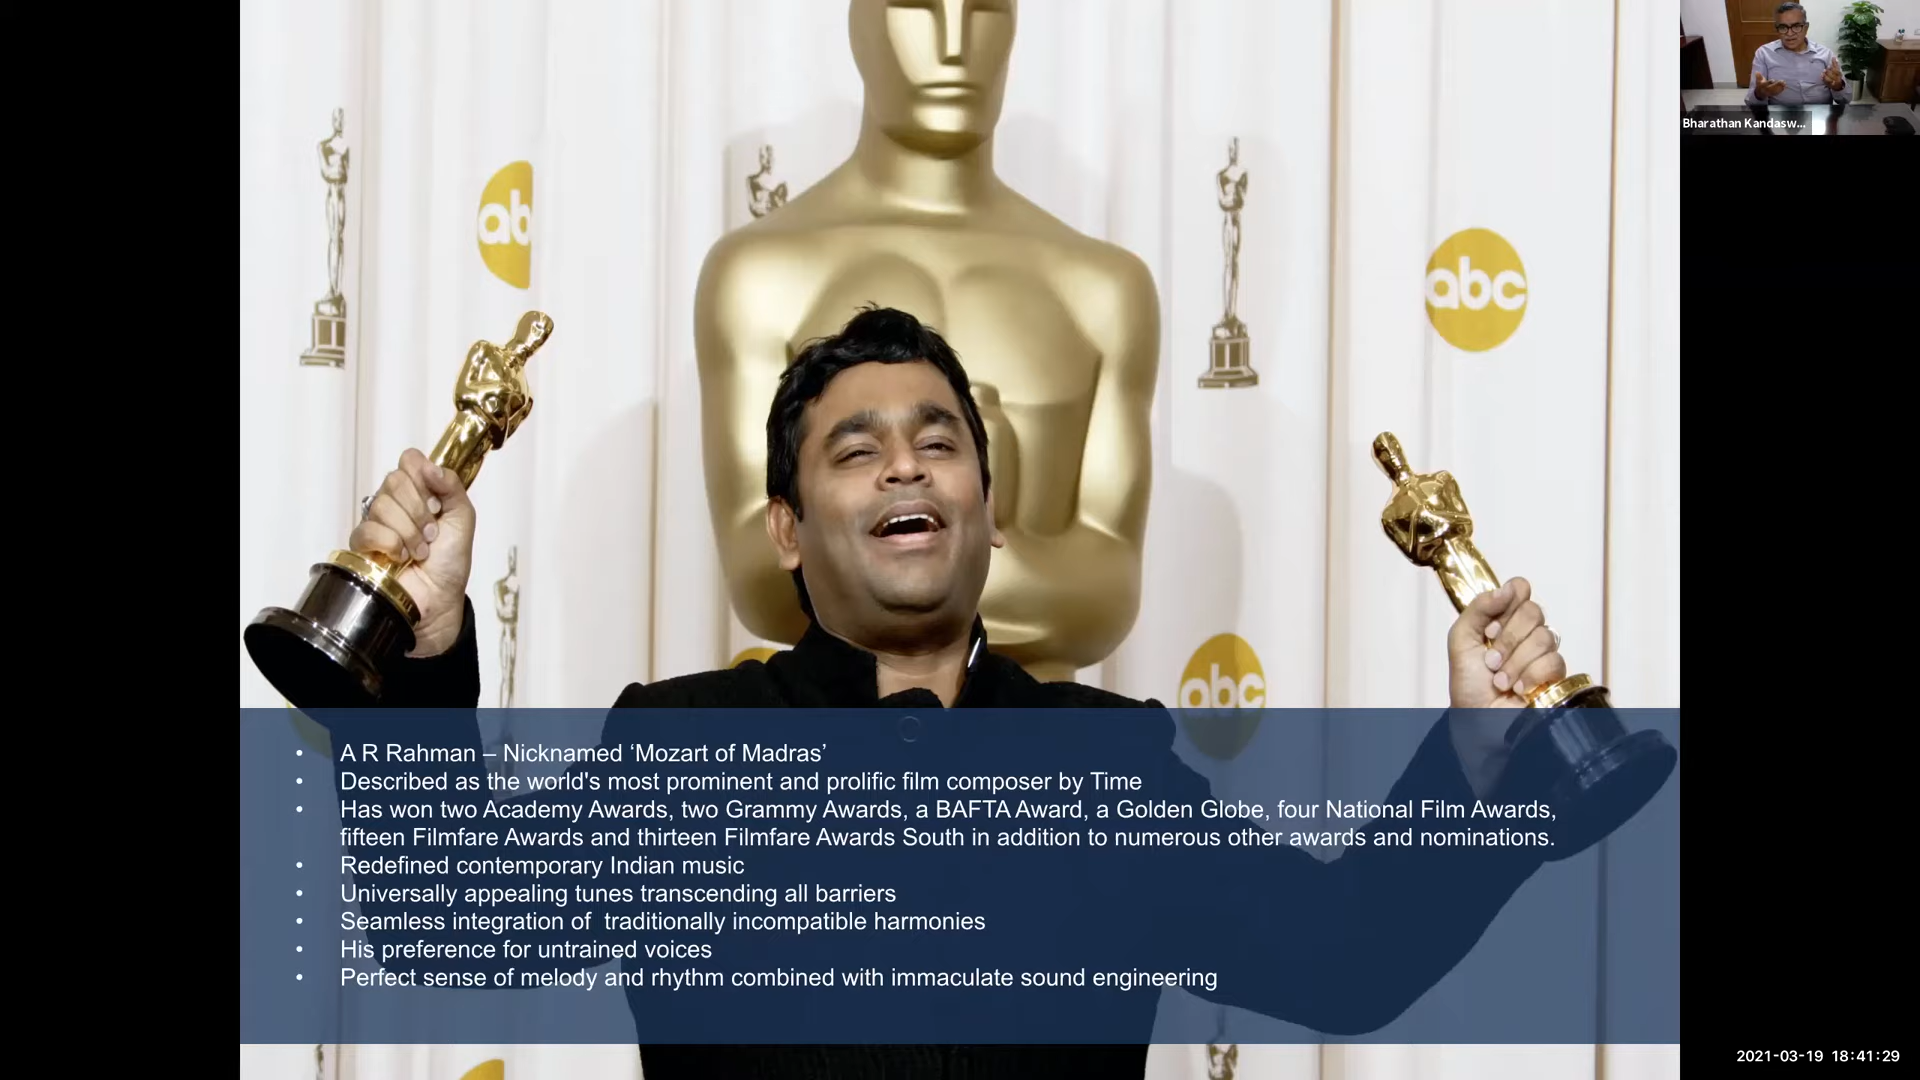 Bharathan Kandasw...
ab
abc
abc
• A R Rahman – Nicknamed ‘Mozart of Madras’
• Described as the world's most prominent and prolific film composer by Time
• Has won two Academy Awards, two Grammy Awards, a BAFTA Award, a Golden Globe, four National Film Awards,
fifteen Filmfare Awards and thirteen Filmfare Awards South in addition to numerous other awards and nominations.
• Redefined contemporary Indian music
• Universally appealing tunes transcending all barriers
• Seamless integration of  traditionally incompatible harmonies
• His preference for untrained voices
• Perfect sense of melody and rhythm combined with immaculate sound engineering
2021-03-19 18:41:29